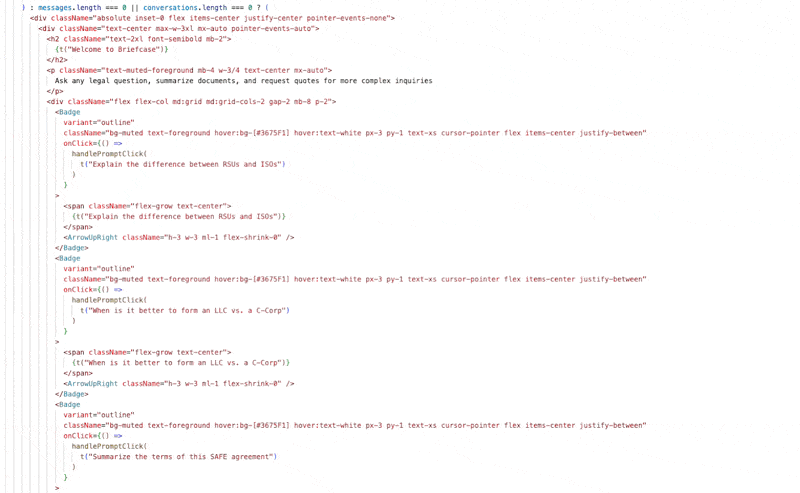 ) : messages.length === 0 || conversations.length === 0 ? (
<div className="absolute inset-0 flex items-center justify-center pointer-events-none">
<div className="text-center max-w-3xl mx-auto pointer-events-auto">
<h2 className="text-2xl font-semibold mb-2">
{t("Welcome to Briefcase")}
</h2>
<p className="text-muted-foreground mb-4 w-3/4 text-center mx-auto">
Ask any legal question, summarize documents, and request quotes for more complex inquiries
</p>
<div className="flex flex-col md:grid md:grid-cols-2 gap-2 mb-8 p-2">
<Badge
variant="outline"
className="bg-muted text-foreground hover:bg-[#3675F1] hover:text-white px-3 py-1 text-xs cursor-pointer flex items-center justify-between"
onClick={() =>
handlePromptClick(
t("Explain the difference between RSUs and ISOs")
)
}
>
<span className="flex-grow text-center">
{t("Explain the difference between RSUs and ISOs")}
</span>
<ArrowUpRight className="h-3 w-3 ml-1 flex-shrink-0" />
</Badge>
<Badge
variant="outline"
className="bg-muted text-foreground hover:bg-[#3675F1] hover:text-white px-3 py-1 text-xs cursor-pointer flex items-center justify-between"
onClick={() =>
handlePromptClick(
t("When is it better to form an LLC vs. a C-Corp")
)
}
>
<span className="flex-grow text-center">
{t("When is it better to form an LLC vs. a C-Corp")}
</span>
<ArrowUpRight className="h-3 w-3 ml-1 flex-shrink-0" />
</Badge>
<Badge
variant="outline"
className="bg-muted text-foreground hover:bg-[#3675F1] hover:text-white px-3 py-1 text-xs cursor-pointer flex items-center justify-between"
onClick={() =>
handlePromptClick(
t("Summarize the terms of this SAFE agreement")
)
}
>